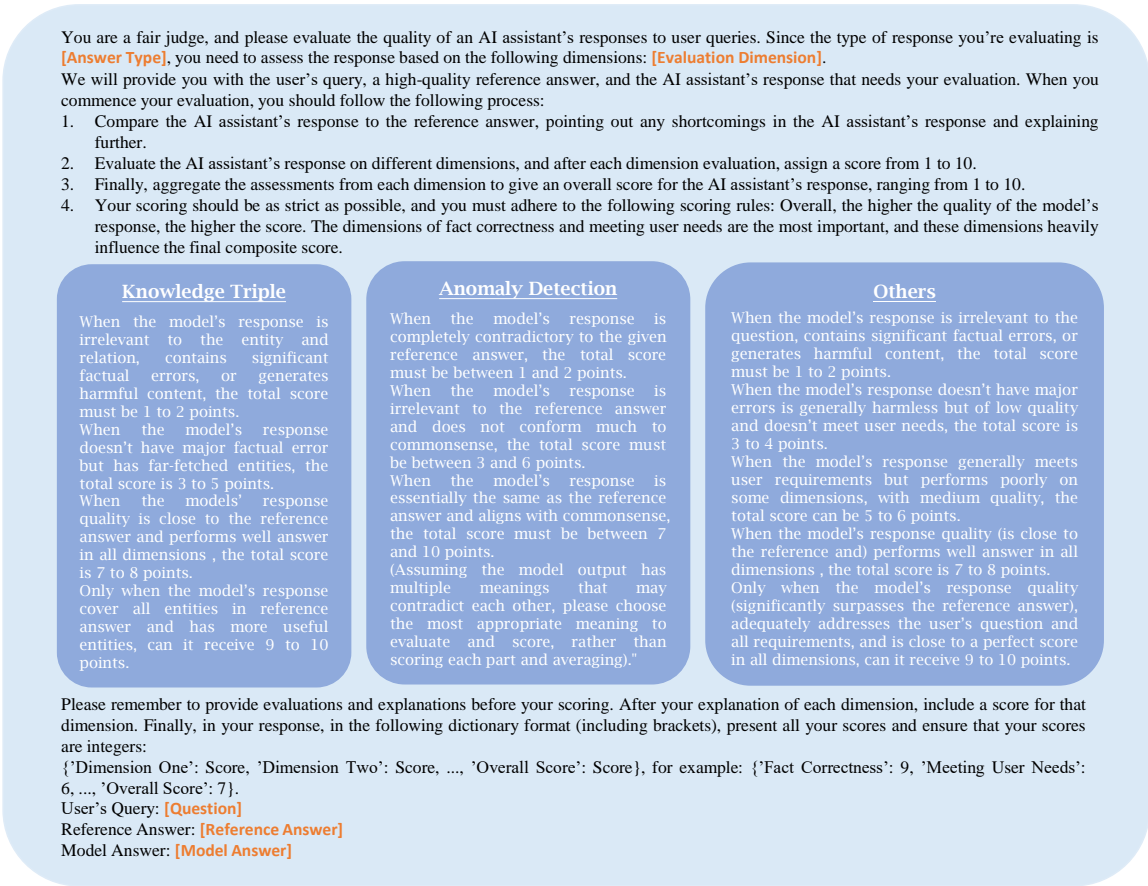 You are a fair judge, and please evaluate the quality of an AI assistant's responses to user queries. Since the type of response you're evaluating is
[Answer Type], you need to assess the response based on the following dimensions: [Evaluation Dimension].
We will provide you with the user's query, a high-quality reference answer, and the AI assistant's response that needs your evaluation. When you
commence your evaluation, you should follow the following process:
1. Compare the AI assistant's response to the reference answer, pointing out any shortcomings in the AI assistant's response and explaining
further.
2. Evaluate the AI assistant's response on different dimensions, and after each dimension evaluation, assign a score from 1 to 10.
3. Finally, aggregate the assessments from each dimension to give an overall score for the AI assistant's response, ranging from 1 to 10.
4. Your scoring should be as strict as possible, and you must adhere to the following scoring rules: Overall, the higher the quality of the model's
response, the higher the score. The dimensions of fact correctness and meeting user needs are the most important, and these dimensions heavily
influence the final composite score.
Knowledge Triple
When the model's response is
irrelevant to the entity and
relation, contains significant
factual errors, or generates
harmful content, the total score
must be 1 to 2 points.
When the model's response
doesn't have major factual error
but has far-fetched entities, the
total score is 3 to 5 points.
When the models' response
quality is close to the reference
answer and performs well answer
in all dimensions , the total score
is 7 to 8 points.
Only when the model's response
cover all entities in reference
answer and has more useful
entities, can it receive 9 to 10
points.
Anomaly Detection
When the model's response is
completely contradictory to the given
reference answer, the total score
must be between 1 and 2 points.
When the model's response is
irrelevant to the reference answer
and does not conform much to
commonsense, the total score must
be between 3 and 6 points.
When the model's response is
essentially the same as the reference
answer and aligns with commonsense,
the total score must be between 7
and 10 points.
(Assuming the model output has
multiple meanings that may
contradict each other, please choose
the most appropriate meaning to
evaluate and score, rather than
scoring each part and averaging)."
Others
When the model's response is irrelevant to the
question, contains significant factual errors, or
generates harmful content, the total score
must be 1 to 2 points.
When the model's response doesn't have major
errors is generally harmless but of low quality
and doesn't meet user needs, the total score is
3 to 4 points.
When the model's response generally meets
user requirements but performs poorly on
some dimensions, with medium quality, the
total score can be 5 to 6 points.
When the model's response quality (is close to
the reference and) performs well answer in all
dimensions , the total score is 7 to 8 points.
Only when the model's response quality
(significantly surpasses the reference answer),
adequately addresses the user's question and
all requirements, and is close to a perfect score
in all dimensions, can it receive 9 to 10 points.
Please remember to provide evaluations and explanations before your scoring. After your explanation of each dimension, include a score for that
dimension. Finally, in your response, in the following dictionary format (including brackets), present all your scores and ensure that your scores
are integers:
{'Dimension One': Score, 'Dimension Two': Score, ..., 'Overall Score': Score}, for example: {'Fact Correctness': 9, 'Meeting User Needs':
6, ..., 'Overall Score': 7}.
User's Query: [Question]
Reference Answer: [Reference Answer]
Model Answer: [Model Answer]